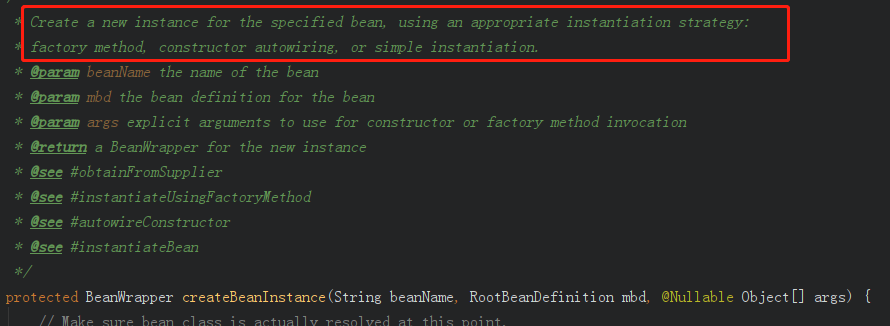 * Create a new instance for the specified bean, using an appropriate instantiation strategy:
* factory method, constructor autowiring, or simple instantiation.
* @param beanName the name of the bean
* @param mbd the bean definition for the bean
* @param args explicit arguments to use for constructor or factory method invocation
* @return a BeanWrapper for the new instance
* @see #obtainFromSupplier
* @see #instantiateUsingFactoryMethod
* @see #autowireConstructor
* @see #instantiateBean
*/
protected BeanWrapper createBeanInstance(String beanName, RootBeanDefinition mbd, @Nullable Object[] args) {
// Make sure bean class is actually resolved at this point.